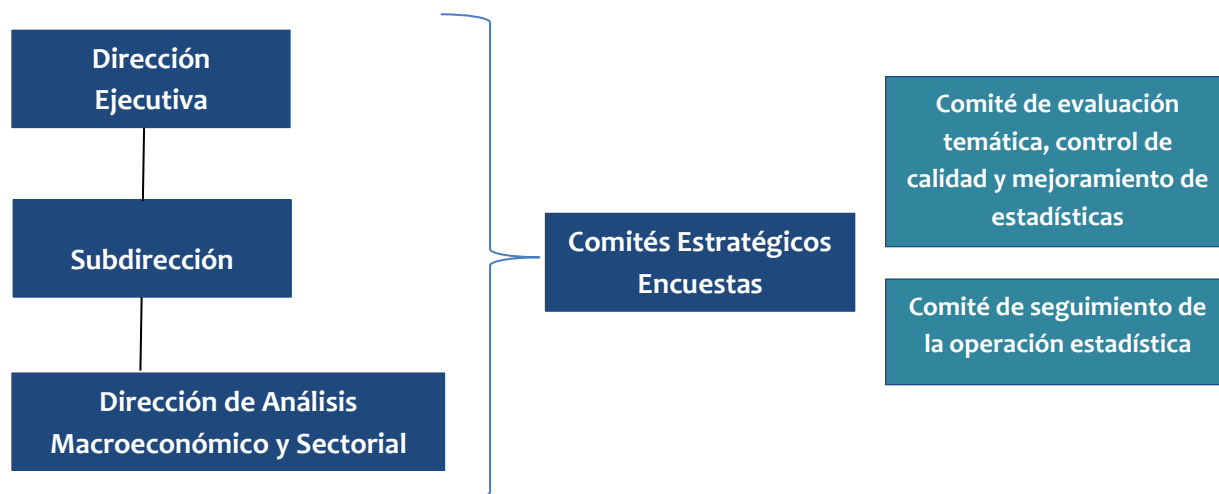 Dirección
Ejecutiva
Subdirección
Dirección de Análisis
Macroeconómico y Sectorial
Comités Estratégicos
Encuestas
Comité de evaluación
temática, control de
calidad y mejoramiento de
estadísticas
Comité de seguimiento de
la operación estadística